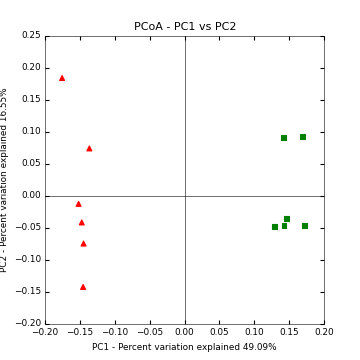 PCoA - PC1 vs PC2
0.25
0.20
0.15
0.10
0.05
0.00
−0.05
−0.10
−0.15
−0.20
PC2 - Percent variation explained 16.55%
−0.20 −0.15 −0.10 −0.05 0.00 0.05 0.10 0.15 0.20
PC1 - Percent variation explained 49.09%